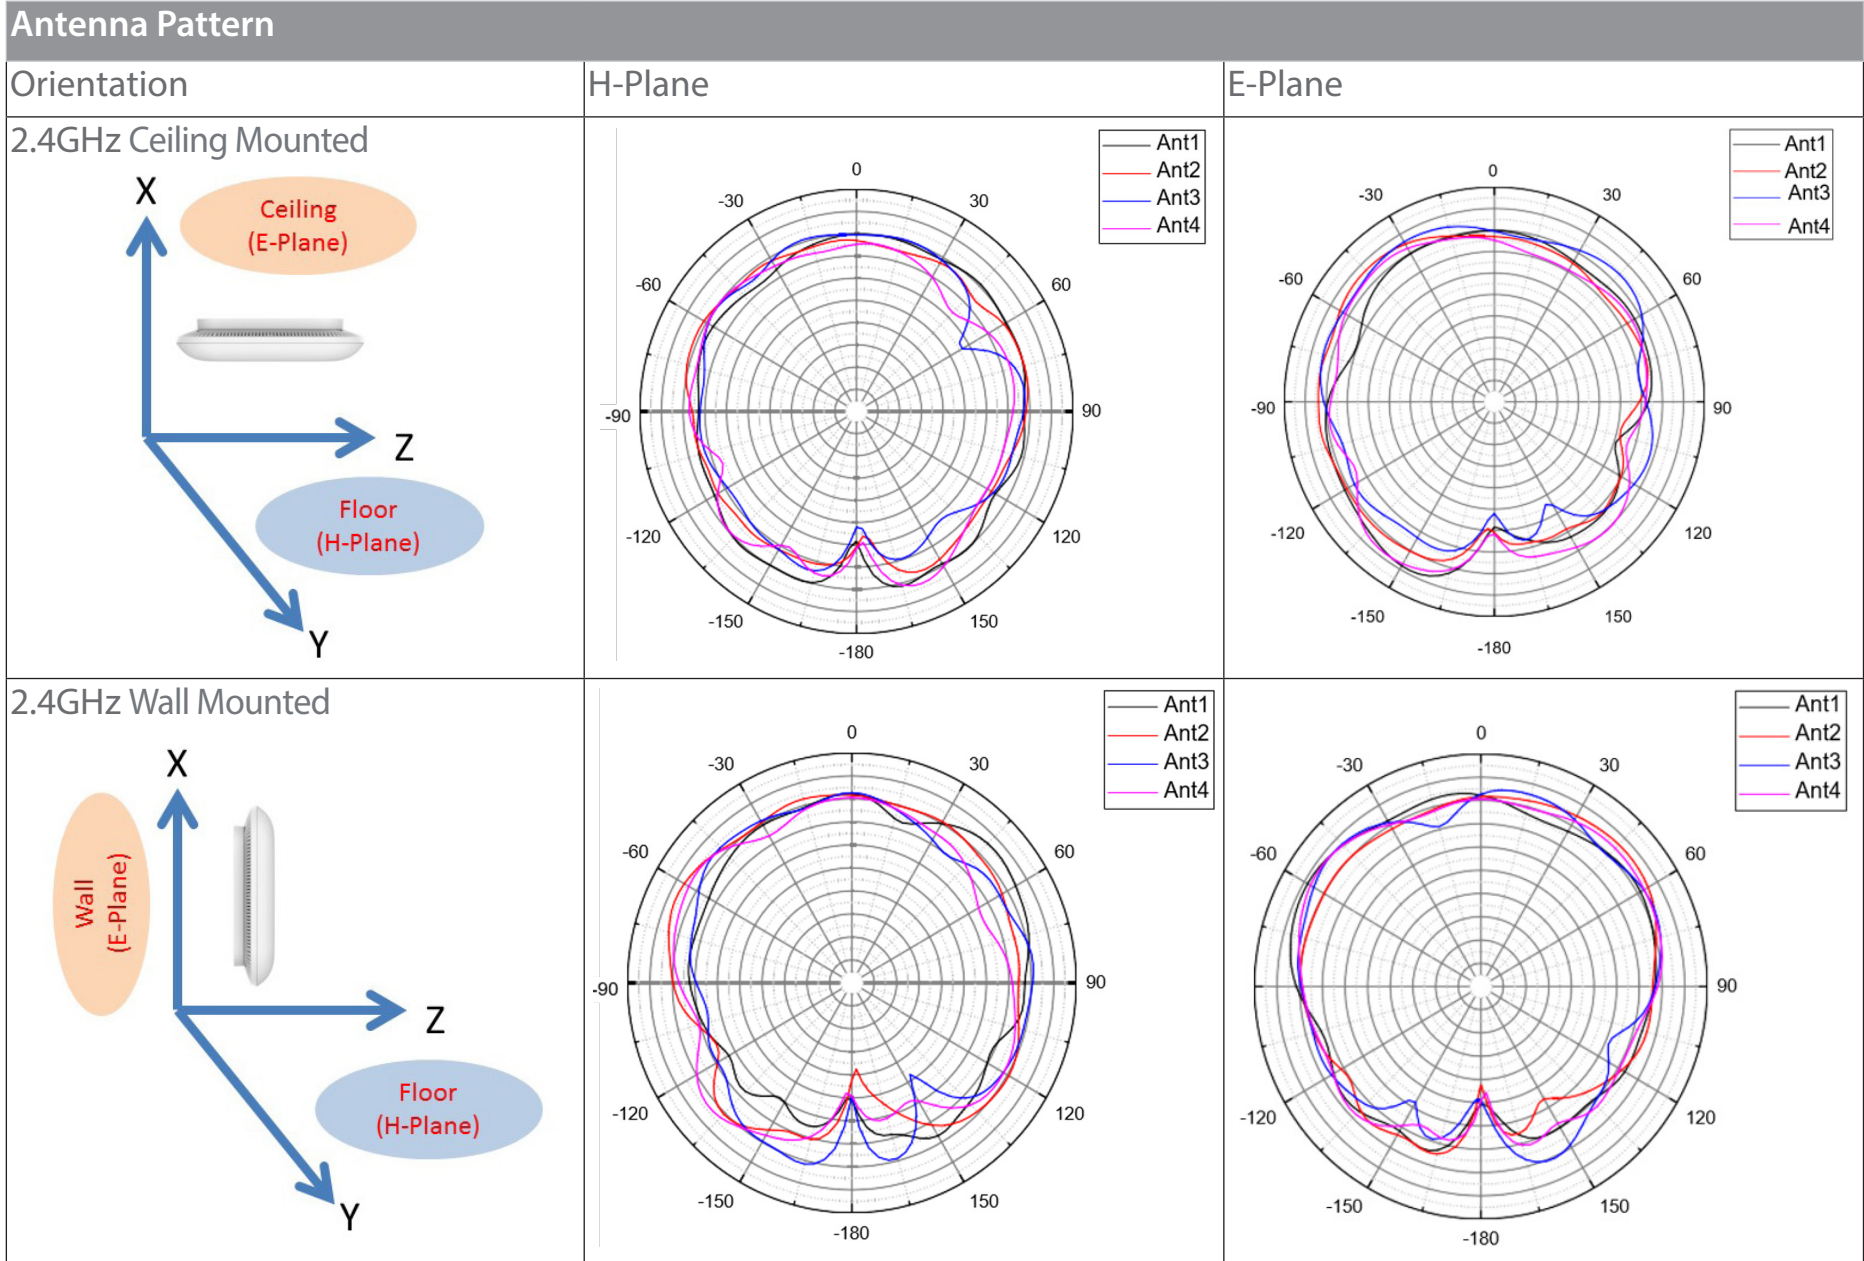 Antenna Pattern
Orientation
H-Plane
E-Plane
2.4GHz Ceiling Mounted
X
Ceiling
(E-Plane)
Z
Floor
(H-Plane)
Y
Ant1
Ant2
Ant3
Ant4
0
-30
30
-60
60
-90
90
-120
120
-150
150
-180
Ant1
Ant2
Ant3
Ant4
0
-30
30
-60
60
-90
90
-120
120
-150
150
-180
2.4GHz Wall Mounted
X
Wall
(E-Plane)
Z
Floor
(H-Plane)
Y
Ant1
Ant2
Ant3
Ant4
0
-30
30
-60
60
-90
90
-120
120
-150
150
-180
Ant1
Ant2
Ant3
Ant4
0
-30
30
-60
60
-90
90
-120
120
-150
150
-180